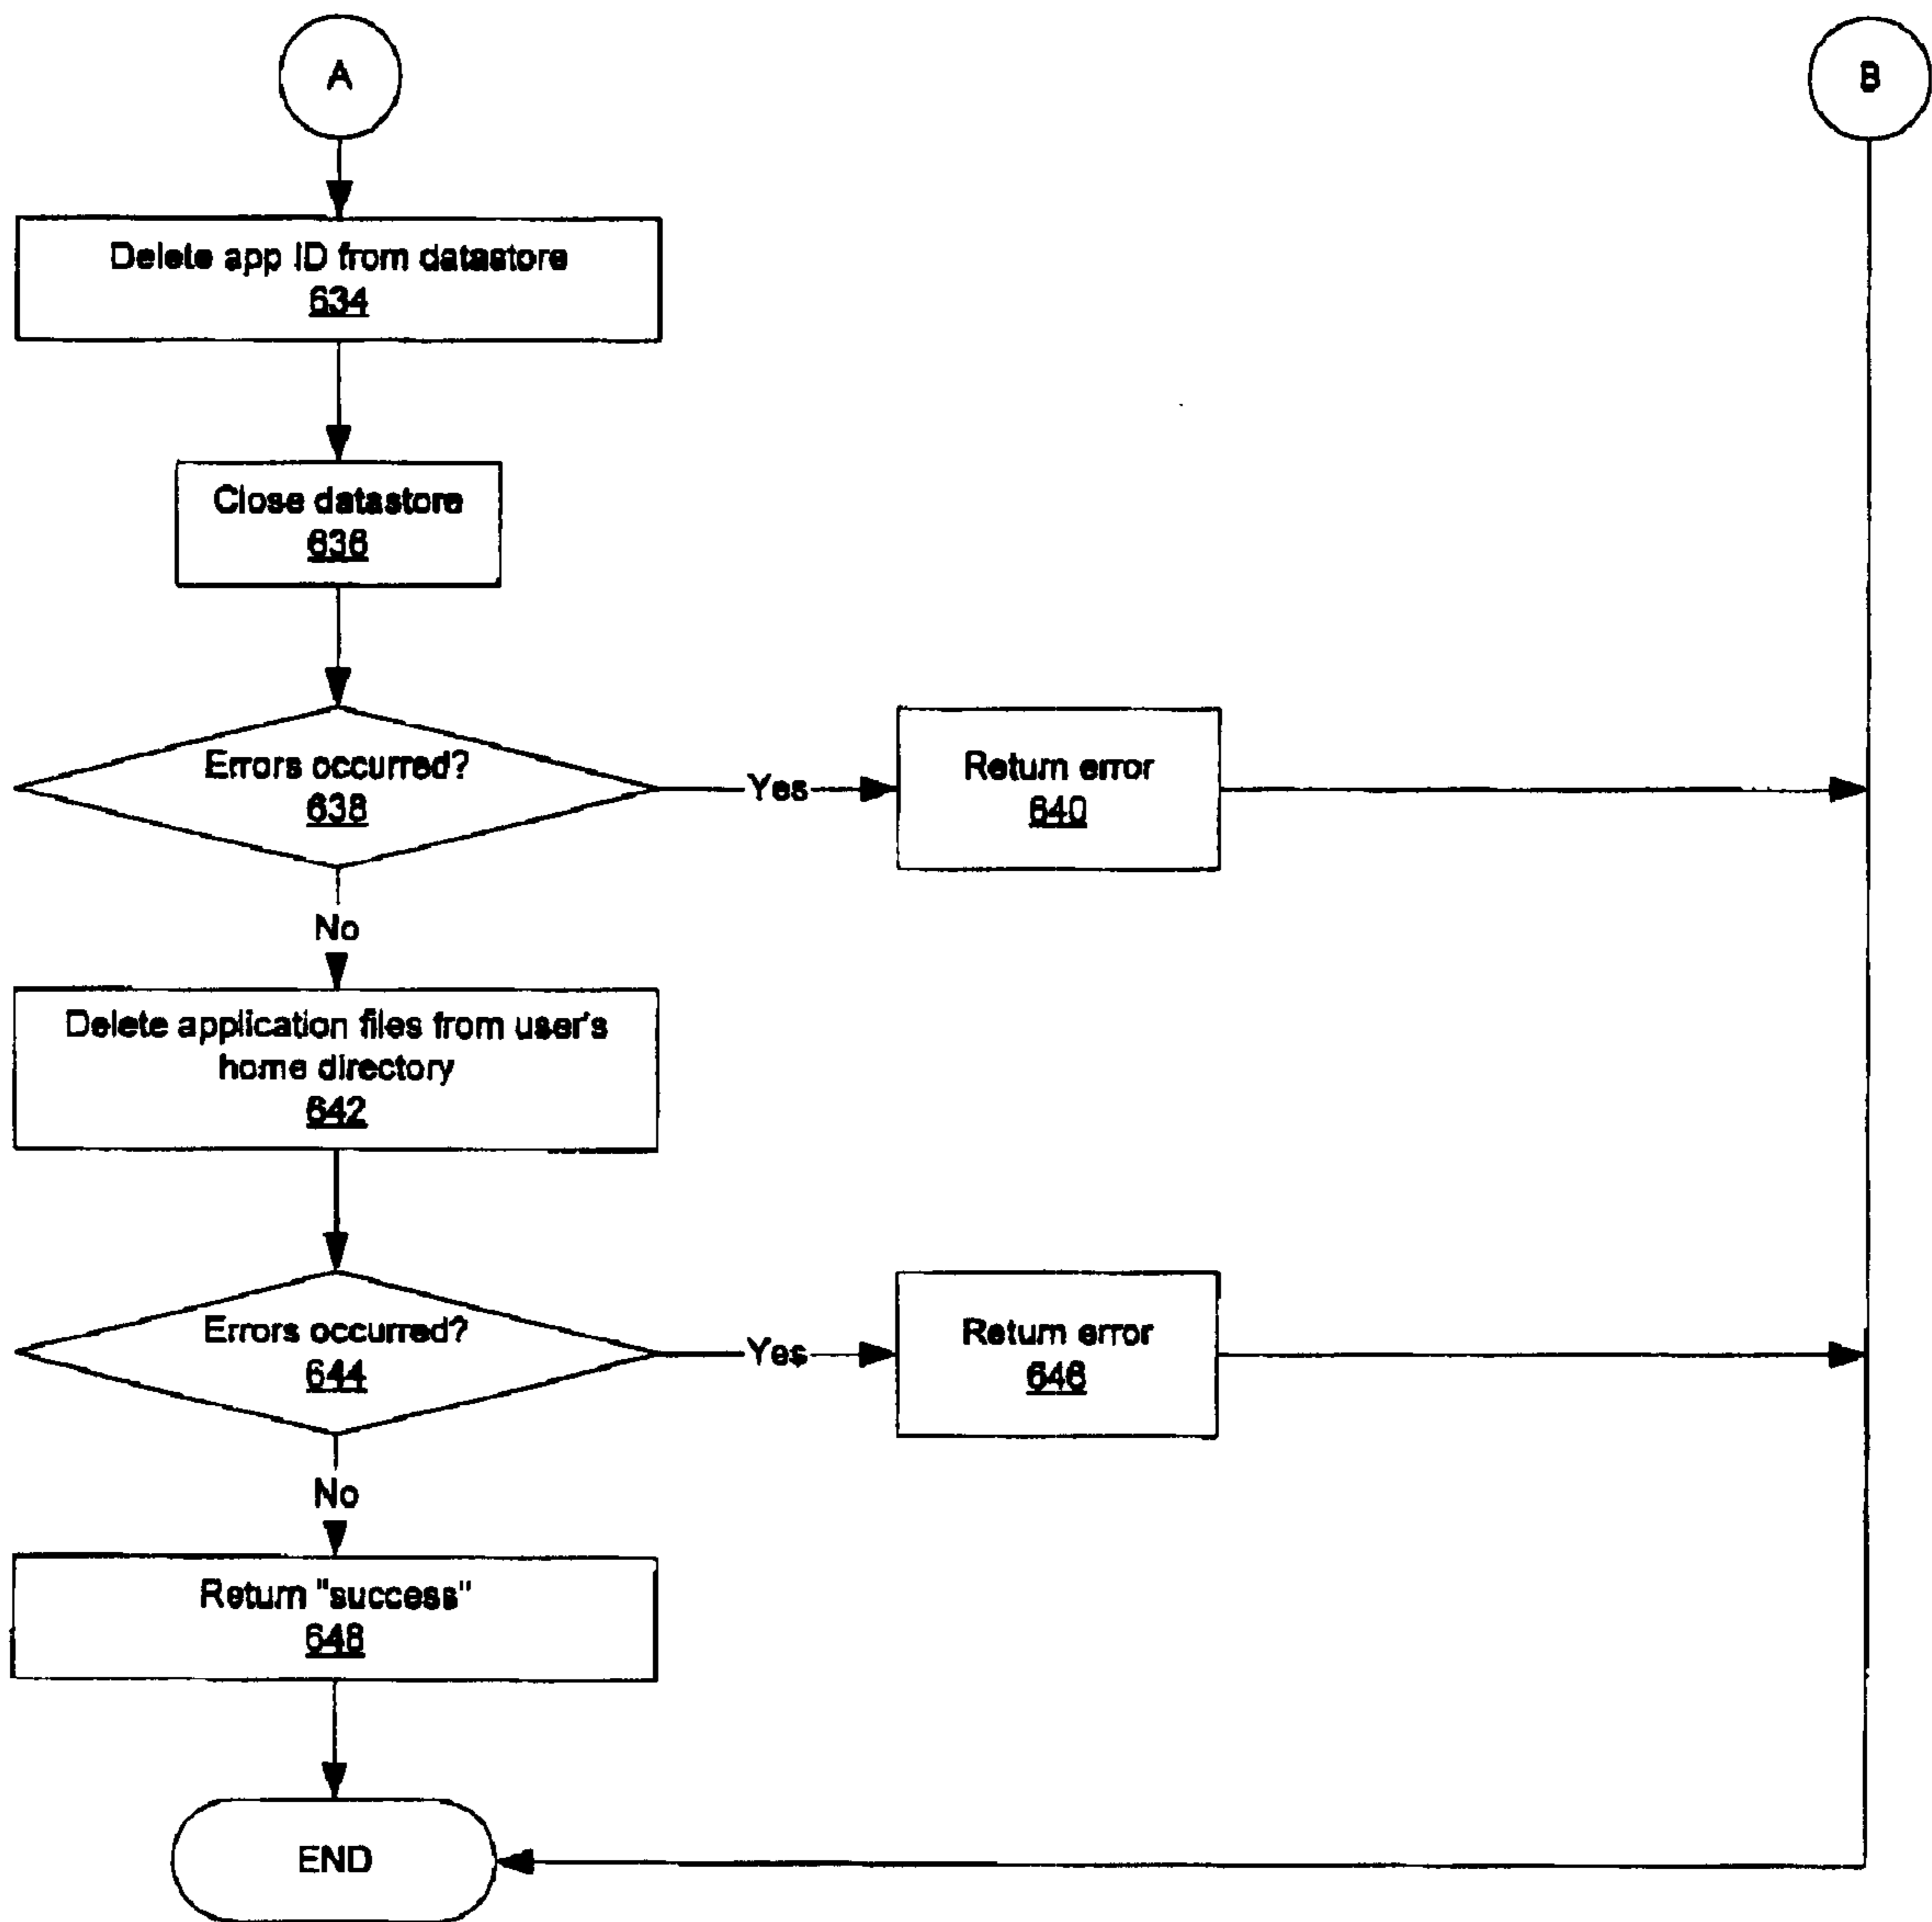 A
B
Delete app ID from datastore
634
Close datastore
636
Errors occurred?
638
Yes
Return error
640
No
Delete application files from user's
home directory
642
Errors occurred?
644
Yes
Return error
646
No
Return "success"
648
END